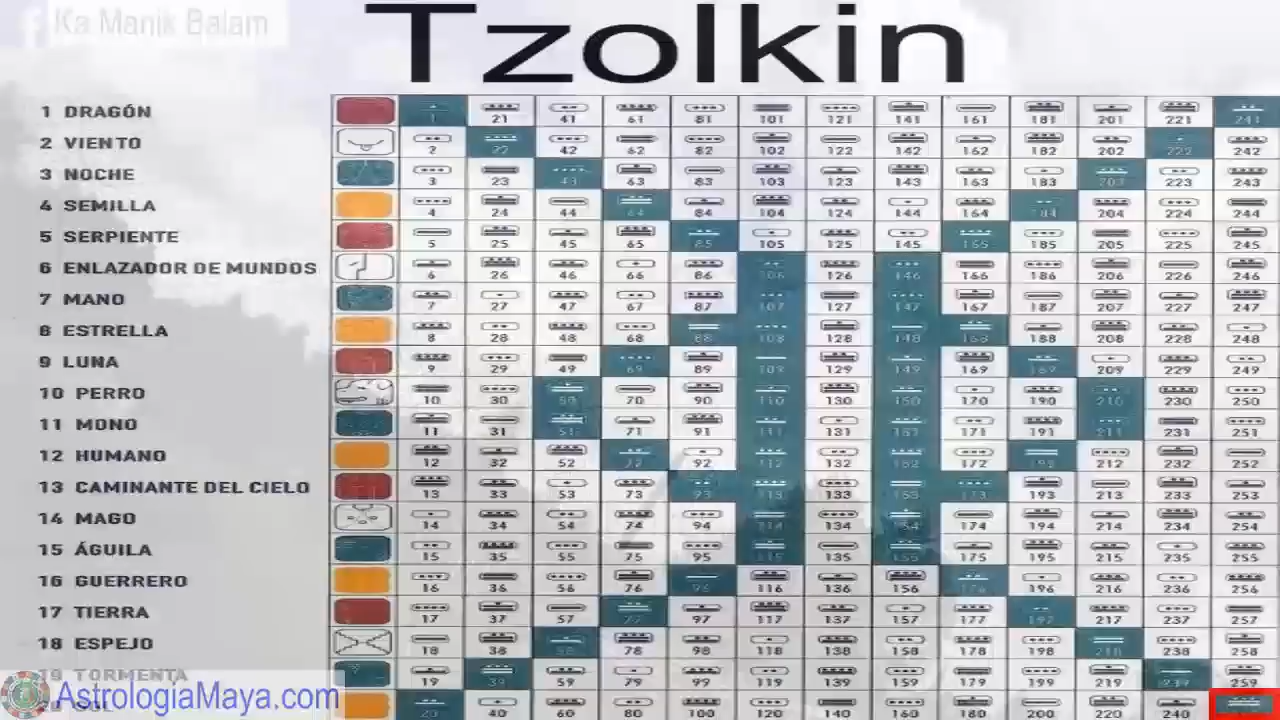 Ka Manik Balam
Tzolkin
1 DRAGÓN 1 21 41 61 81 101 121 141 161 181 201 221 241
2 VIENTO 2 22 42 62 82 102 122 142 162 182 202 222 242
3 NOCHE 3 23 43 63 83 103 123 143 163 183 203 223 243
4 SEMILLA 4 24 44 64 84 104 124 144 164 184 204 224 244
5 SERPIENTE 5 25 45 65 85 105 125 145 165 185 205 225 245
6 ENLAZADOR DE MUNDOS 6 26 46 66 86 106 126 146 166 186 206 226 246
7 MANO 7 27 47 67 87 107 127 147 167 187 207 227 247
8 ESTRELLA 8 28 48 68 88 108 128 148 168 188 208 228 248
9 LUNA 9 29 49 69 89 109 129 149 169 189 209 229 249
10 PERRO 10 30 50 70 90 110 130 150 170 190 210 230 250
11 MONO 11 31 51 71 91 111 131 151 171 191 211 231 251
12 HUMANO 12 32 52 72 92 112 132 152 172 192 212 232 252
13 CAMINANTE DEL CIELO 13 33 53 73 93 113 133 153 173 193 213 233 253
14 MAGO 14 34 54 74 94 114 134 154 174 194 214 234 254
15 ÁGUILA 15 35 55 75 95 115 135 155 175 195 215 235 255
16 GUERRERO 16 36 56 76 96 116 136 156 176 196 216 236 256
17 TIERRA 17 37 57 77 97 117 137 157 177 197 217 237 257
18 ESPEJO 18 38 58 78 98 118 138 158 178 198 218 238 258
19 TORMENTA 19 39 59 79 99 119 139 159 179 199 219 239 259
20 40 60 80 100 120 140 160 180 200 220 240
AstrologiaMaya.com